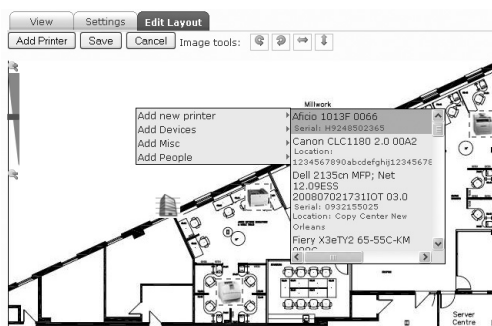 View Settings Edit Layout
Add Printer Save Cancel Image tools:
Millwork
Add new printer
Add Devices
Add Misc
Add People
Aficio 1013F 0066
Serial: H9248502365
Canon CLC1180 2.0 00A2
Location:
1234567890abcdefghij12345678
Dell 2135cn MFP; Net
12.09ESS
200807021731IOT 03.0
Serial: 0932155025
Location: Copy Center New
Orleans
Fiery X3eTY2 65-55C-KM
Server
Centre